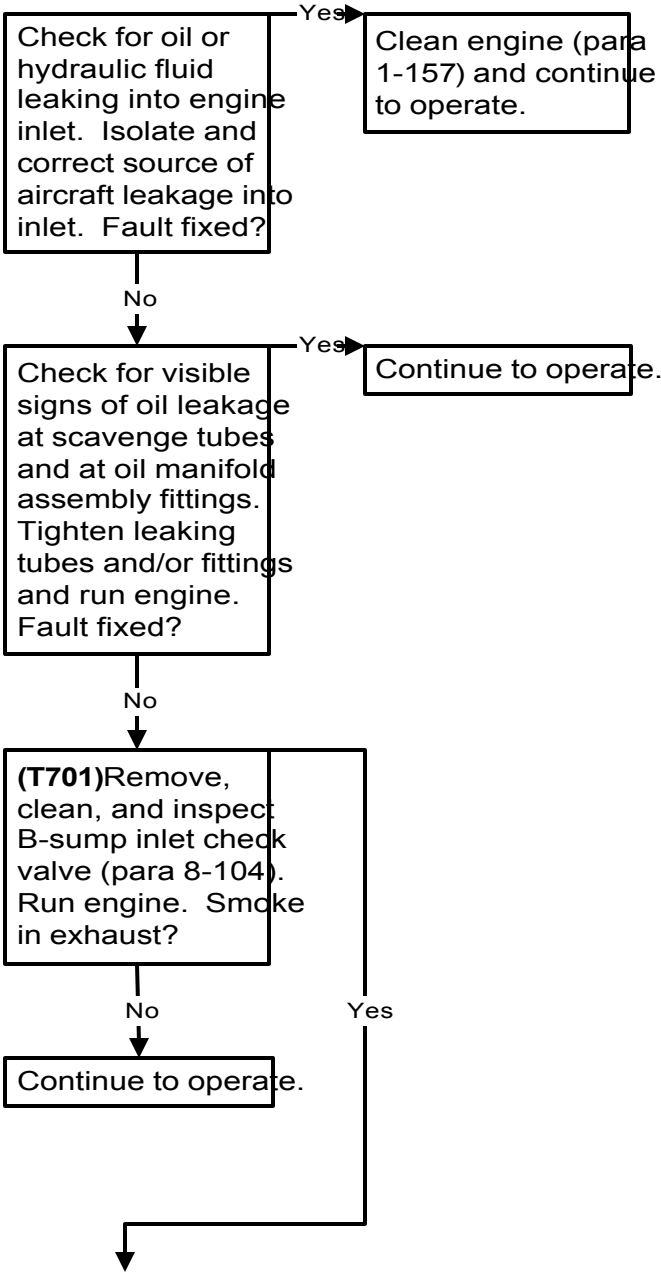 Check for oil or
hydraulic fluid
leaking into engine
inlet.  Isolate and
correct source of
aircraft leakage into
inlet.  Fault fixed?
Yes
Clean engine (para
1-157) and continue
to operate.
No
Check for visible
signs of oil leakage
at scavenge tubes
and at oil manifold
assembly fittings.
Tighten leaking
tubes and/or fittings
and run engine.
Fault fixed?
Yes
Continue to operate.
No
(T701)Remove,
clean, and inspect
B-sump inlet check
valve (para 8-104).
Run engine.  Smoke
in exhaust?
No
Yes
Continue to operate.